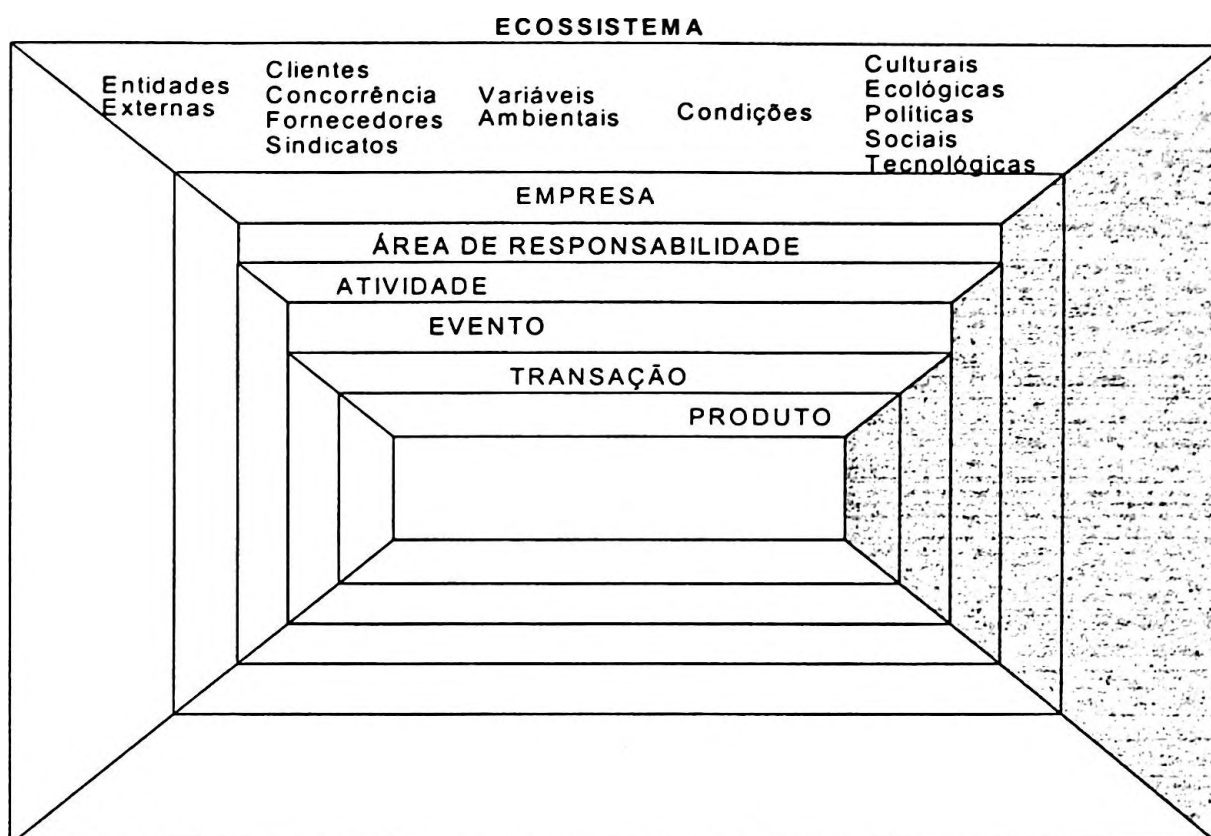 ECOSSISTEMA
Entidades
Externas
Clientes
Concorrência
Fornecedores
Sindicatos
Variáveis
Ambientais
Condições
Culturais
Ecológicas
Políticas
Sociais
Tecnológicas
EMPRESA
ÁREA DE RESPONSABILIDADE
ATIVIDADE
EVENTO
TRANSAÇÃO
PRODUTO